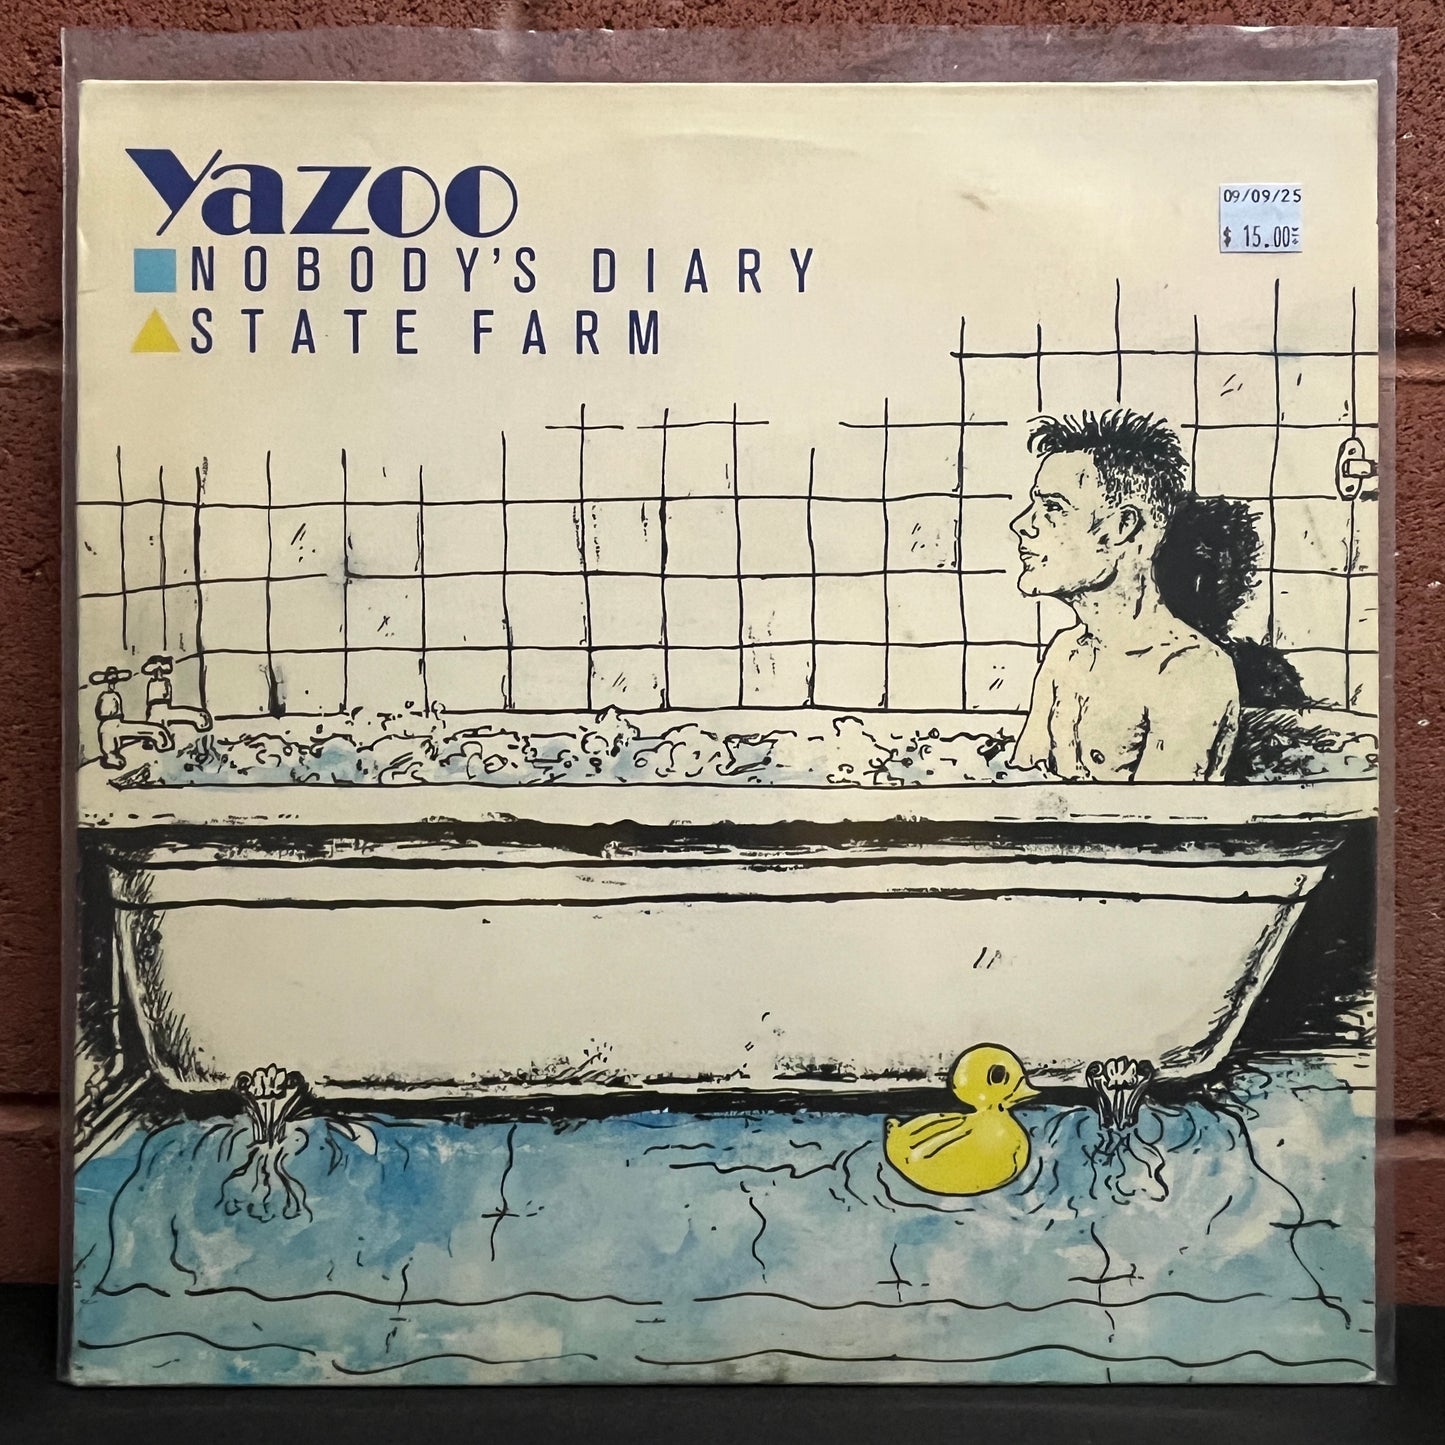 Yazoo
NOBODY'S DIARY
STATE FARM
09/09/25
$ 15.00